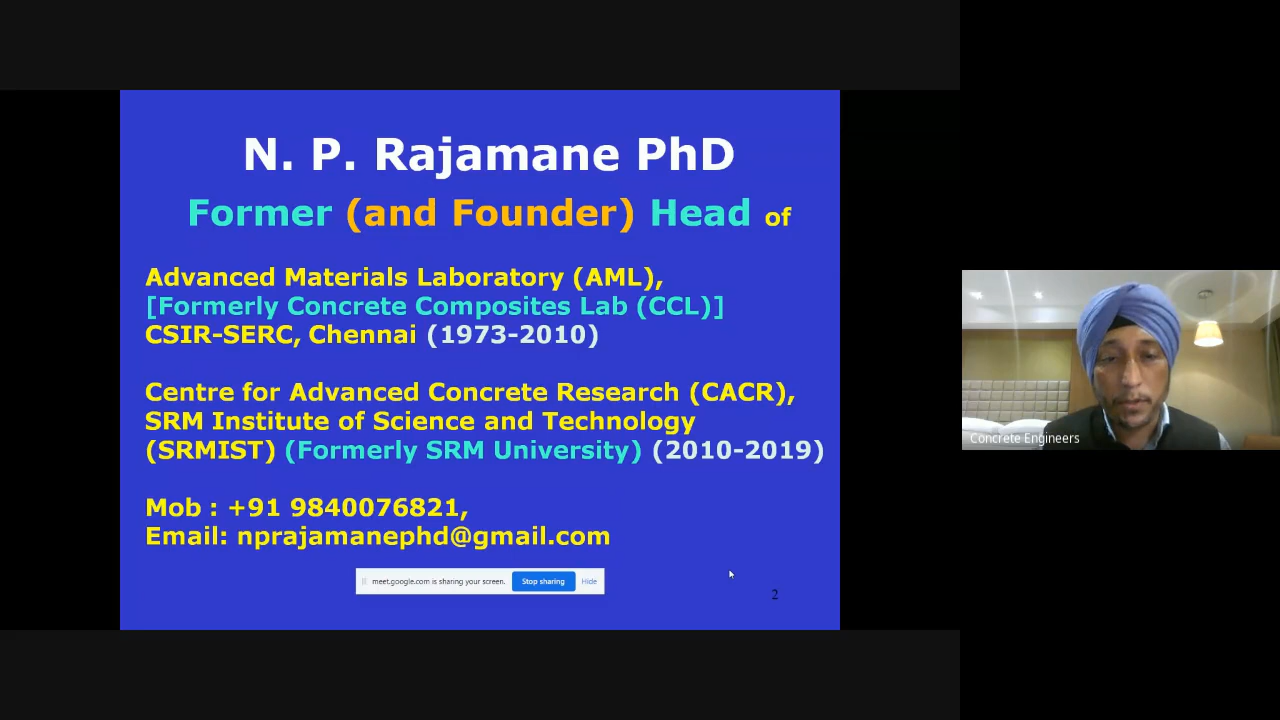 N. P. Rajamane PhD
Former (and Founder) Head of
Advanced Materials Laboratory (AML),
[Formerly Concrete Composites Lab (CCL)]
CSIR-SERC, Chennai (1973-2010)
Centre for Advanced Concrete Research (CACR),
SRM Institute of Science and Technology
(SRMIST) (Formerly SRM University) (2010-2019)
Mob : +91 9840076821,
Email: nprajamanephd@gmail.com
meet.google.com is sharing your screen. Stop sharing Hide
2
Concrete Engineers